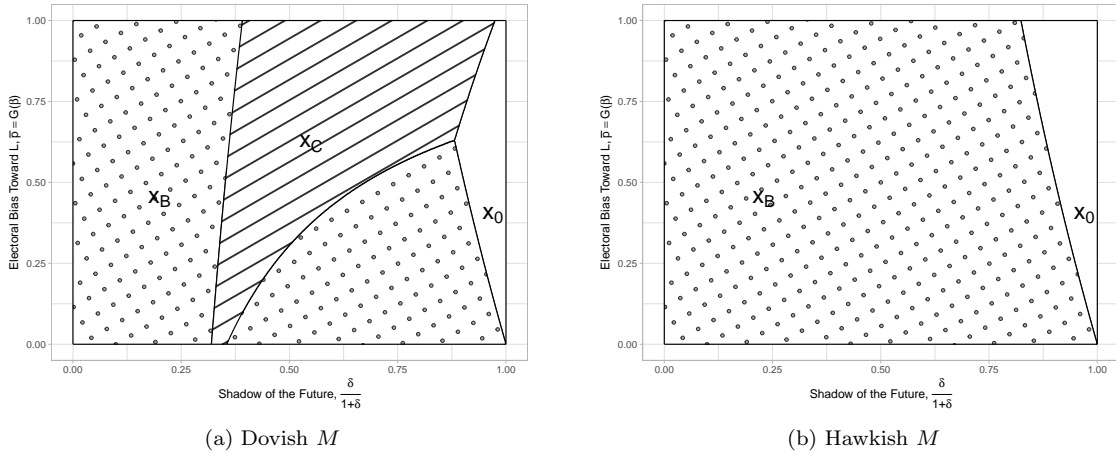 1.00
0.75
0.50
0.25
0.00
Electoral Bias Toward L, p̅ = G(β)
x_B
x_C
x_0
0.00 0.25 0.50 0.75 1.00
Shadow of the Future, δ/1+δ
(a) Dovish M
1.00
0.75
0.50
0.25
0.00
Electoral Bias Toward L, p̅ = G(β)
x_B
x_0
0.00 0.25 0.50 0.75 1.00
Shadow of the Future, δ/1+δ
(b) Hawkish M